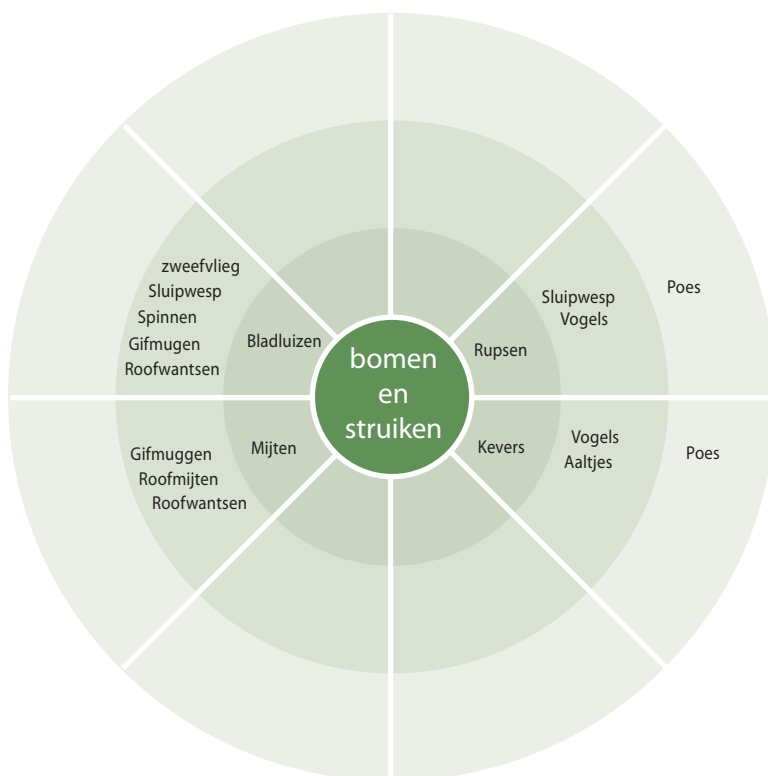 zweefvlieg
Sluipwesp
Spinnen
Gifmugen
Roofwantsen
Bladluizen
bomen
en
struiken
Rupsen
Sluipwesp
Vogels
Poes
Gifmuggen
Roofmijten
Roofwantsen
Mijten
Kevers
Vogels
Aaltjes
Poes